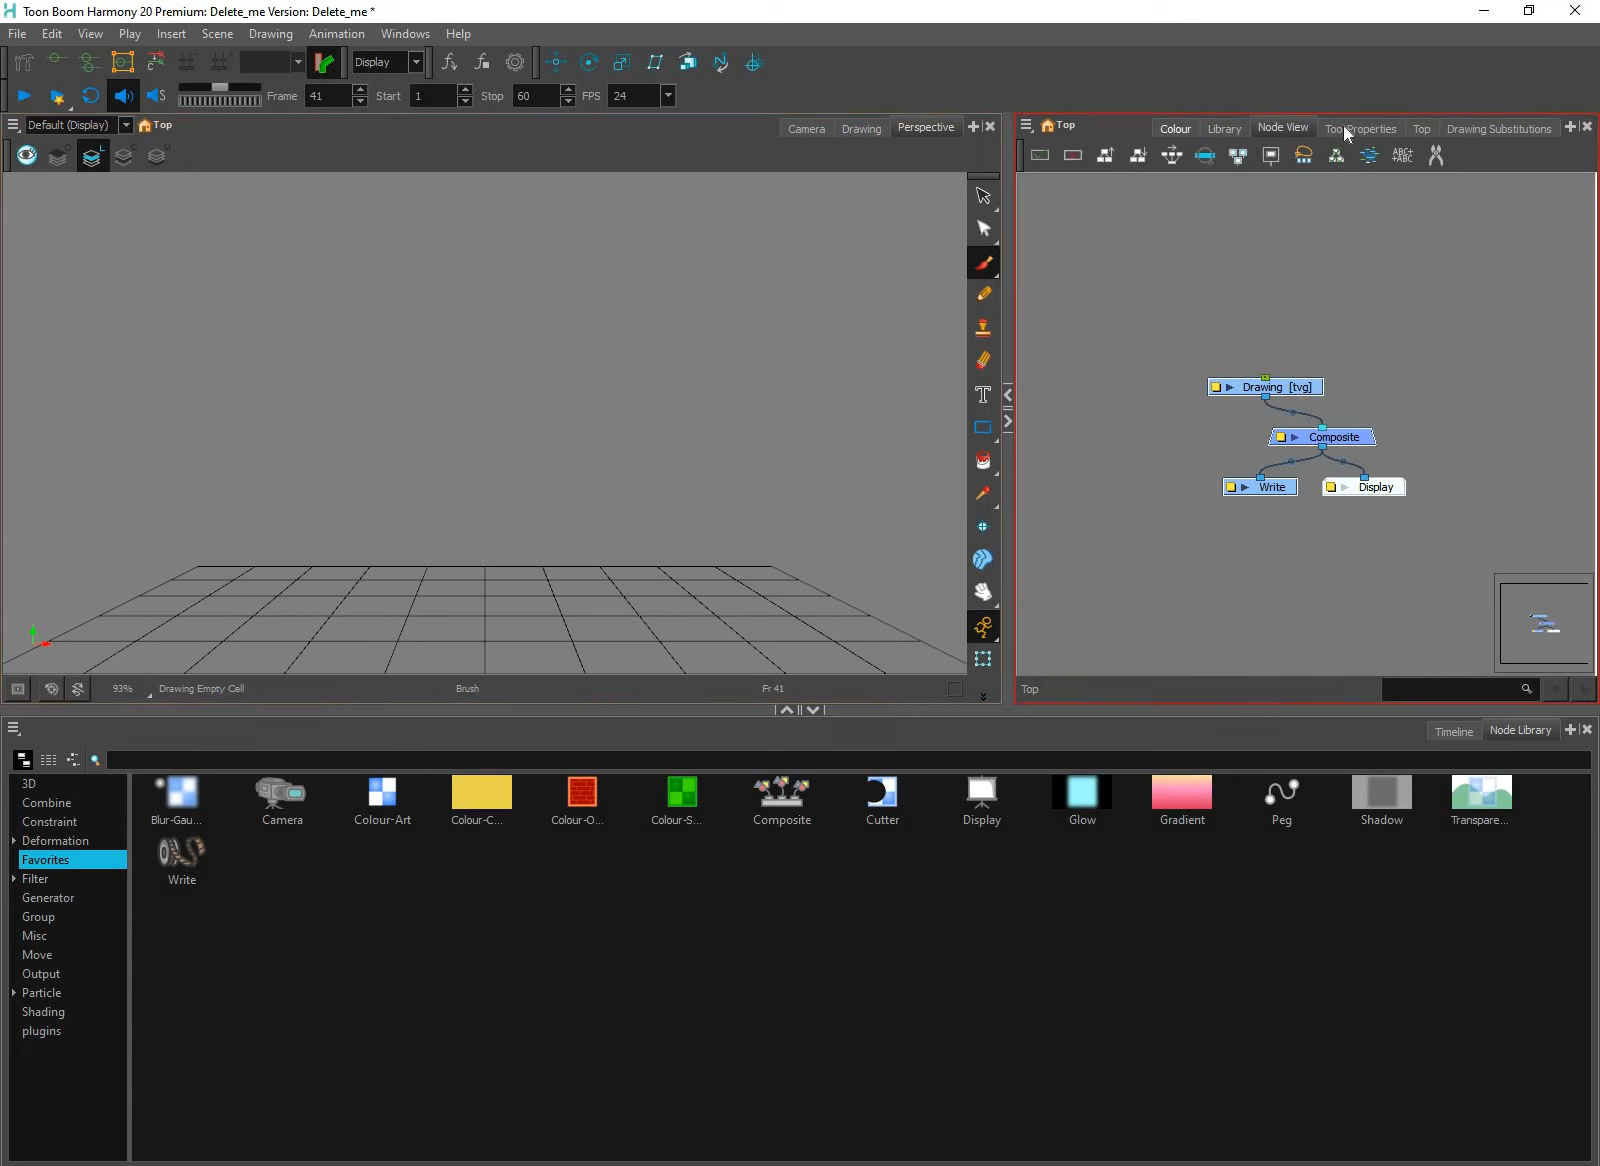 Toon Boom Harmony 20 Premium: Delete_me Version: Delete_me *
File Edit View Play Insert Scene Drawing Animation Windows Help
Display
Frame 41 Start 1 Stop 60 FPS 24
Default (Display) Top Camera Drawing Perspective
Top Colour Library Node View Tool Properties Top Drawing Substitutions
ABC+
+ABC
Drawing [tvg]
Composite
Write Display
93% Drawing Empty Cell Brush Fr 41
Top
Timeline Node Library
3D
Combine
Constraint
Deformation
Favorites
Filter
Generator
Group
Misc
Move
Output
Particle
Shading
plugins
Blur-Gau... Camera Colour-Art Colour-C... Colour-O... Colour-S... Composite Cutter Display Glow Gradient Peg Shadow Transpare...
Write